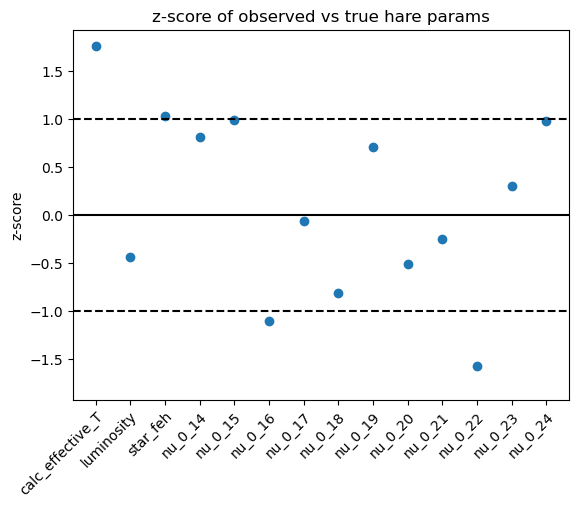 z-score of observed vs true hare params
z-score
1.5
1.0
0.5
0.0
−0.5
−1.0
−1.5
calc_effective_T
luminosity
star_feh
nu_0_14
nu_0_15
nu_0_16
nu_0_17
nu_0_18
nu_0_19
nu_0_20
nu_0_21
nu_0_22
nu_0_23
nu_0_24